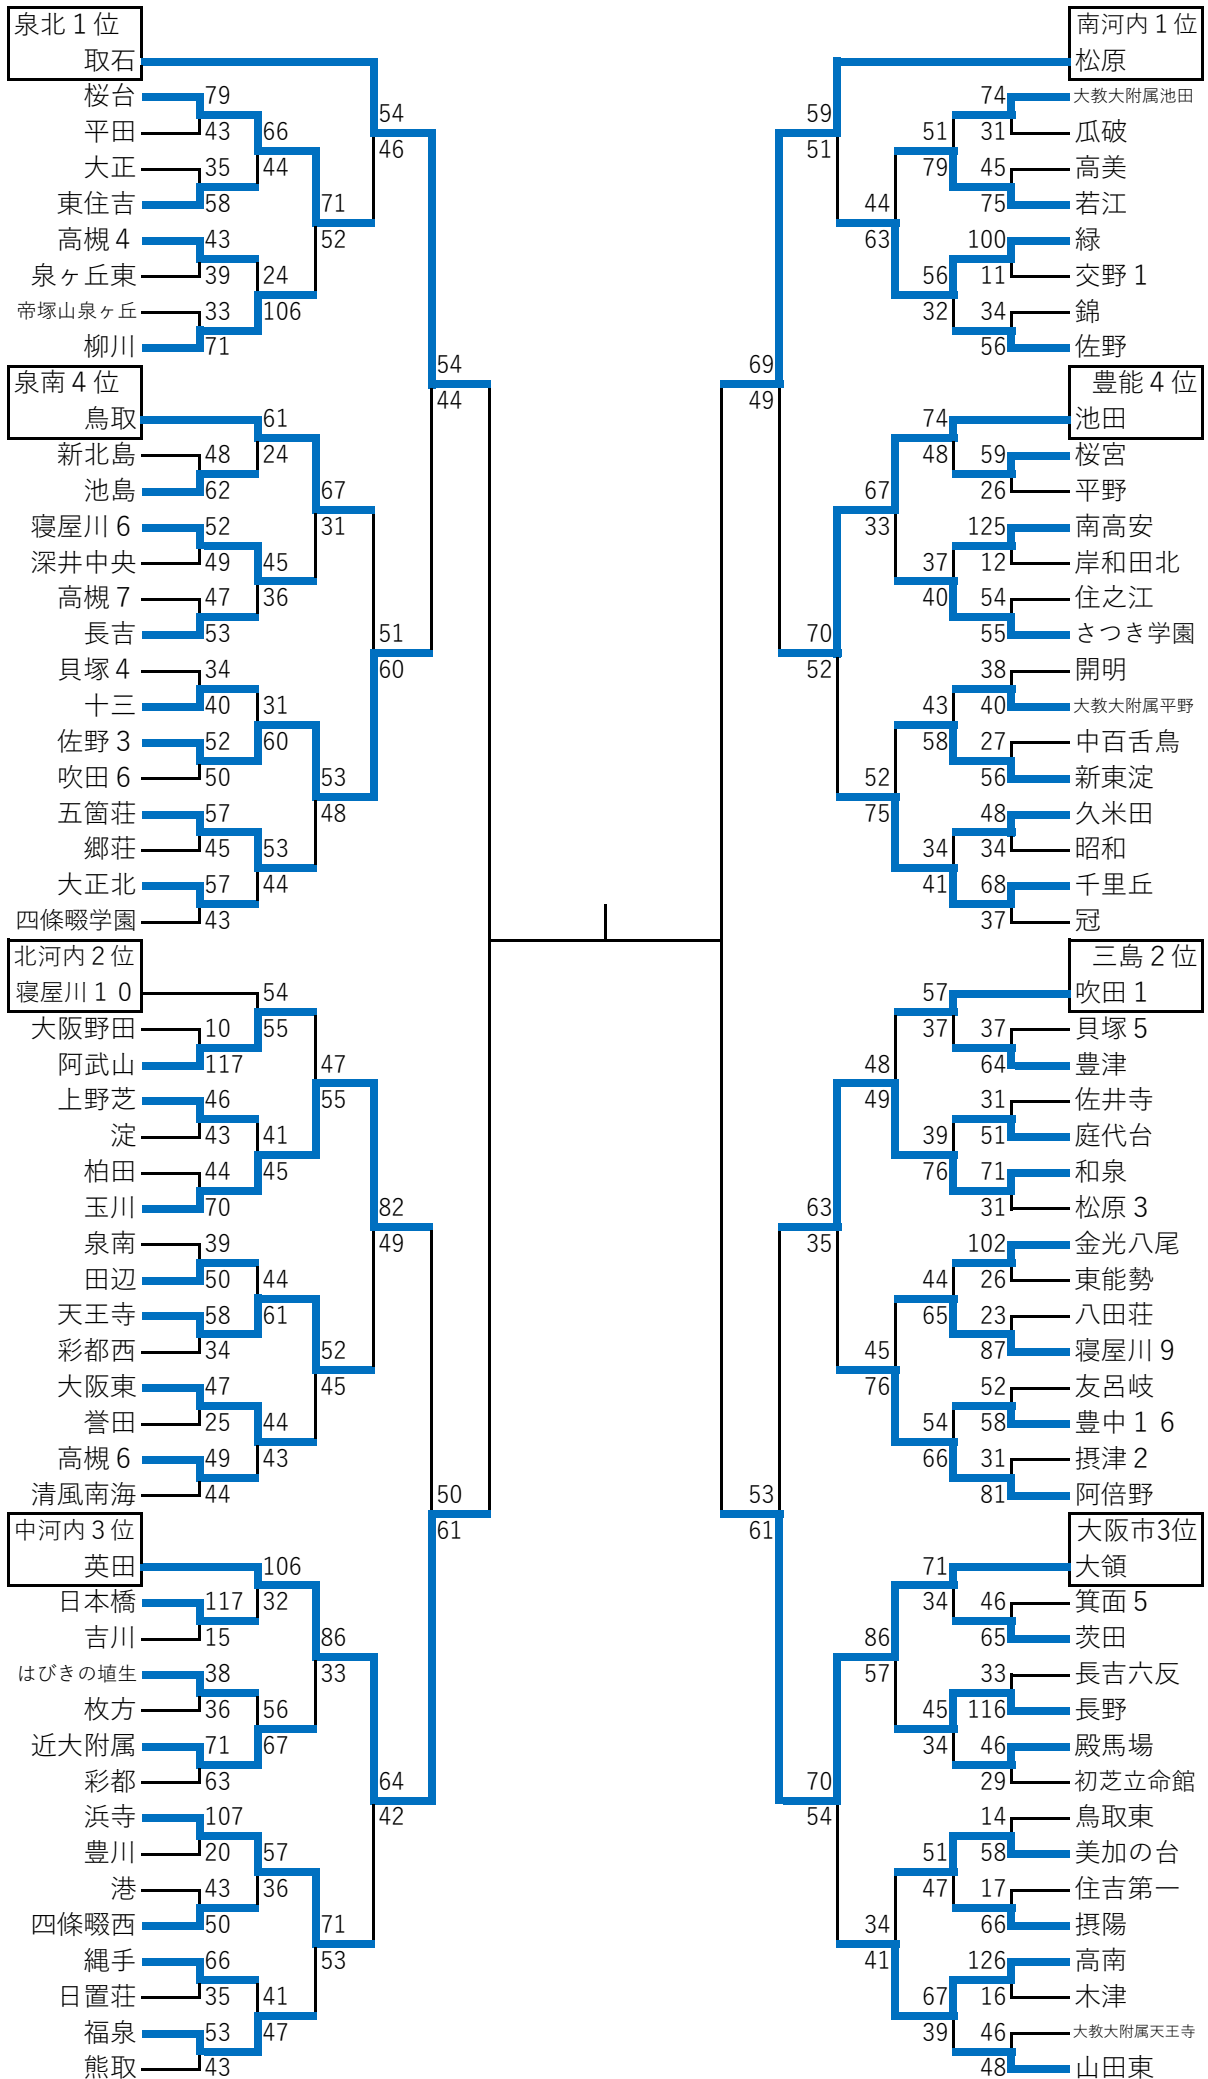 泉北１位
取石
桜台
平田
大正
東住吉
高槻４
泉ヶ丘東
帝塚山泉ヶ丘
柳川
79
43
35
58
43
39
33
71
66
44
24
106
71
52
54
46
泉南４位
鳥取
新北島
池島
寝屋川６
深井中央
高槻７
長吉
貝塚４
十三
佐野３
吹田６
五箇荘
郷荘
大正北
四條畷学園
48
62
52
49
47
53
34
40
52
50
57
45
57
43
61
24
45
36
31
60
53
44
67
31
53
48
51
60
54
44
北河内２位
寝屋川１０
大阪野田
阿武山
上野芝
淀
柏田
玉川
泉南
田辺
天王寺
彩都西
大阪東
誉田
高槻６
清風南海
10
117
46
43
44
70
39
50
58
34
47
25
49
44
54
55
41
45
44
61
44
43
47
55
52
45
82
49
中河内３位
英田
日本橋
吉川
はびきの埴生
枚方
近大附属
彩都
浜寺
豊川
港
四條畷西
縄手
日置荘
福泉
熊取
117
15
38
36
71
63
107
20
43
50
66
35
53
43
106
32
56
67
57
36
41
47
86
33
71
53
64
42
50
61
南河内１位
松原
大教大附属池田
瓜破
高美
若江
緑
交野１
錦
佐野
74
31
45
75
100
11
34
56
51
79
56
32
44
63
59
51
豊能４位
池田
桜宮
平野
南高安
岸和田北
住之江
さつき学園
開明
大教大附属平野
中百舌鳥
新東淀
久米田
昭和
千里丘
冠
59
26
125
12
54
55
38
40
27
56
48
34
68
37
74
48
37
40
43
58
34
41
67
33
52
75
70
52
69
49
三島２位
吹田１
貝塚５
豊津
佐井寺
庭代台
和泉
松原３
金光八尾
東能勢
八田荘
寝屋川９
友呂岐
豊中１６
摂津２
阿倍野
37
64
31
51
71
31
102
26
23
87
52
58
31
81
57
37
39
76
44
65
54
66
48
49
45
76
63
35
大阪市3位
大領
箕面５
茨田
長吉六反
長野
殿馬場
初芝立命館
鳥取東
美加の台
住吉第一
摂陽
高南
木津
大教大附属天王寺
山田東
46
65
33
116
46
29
14
58
17
66
126
16
46
48
71
34
45
34
51
47
67
39
86
57
34
41
70
54
53
61